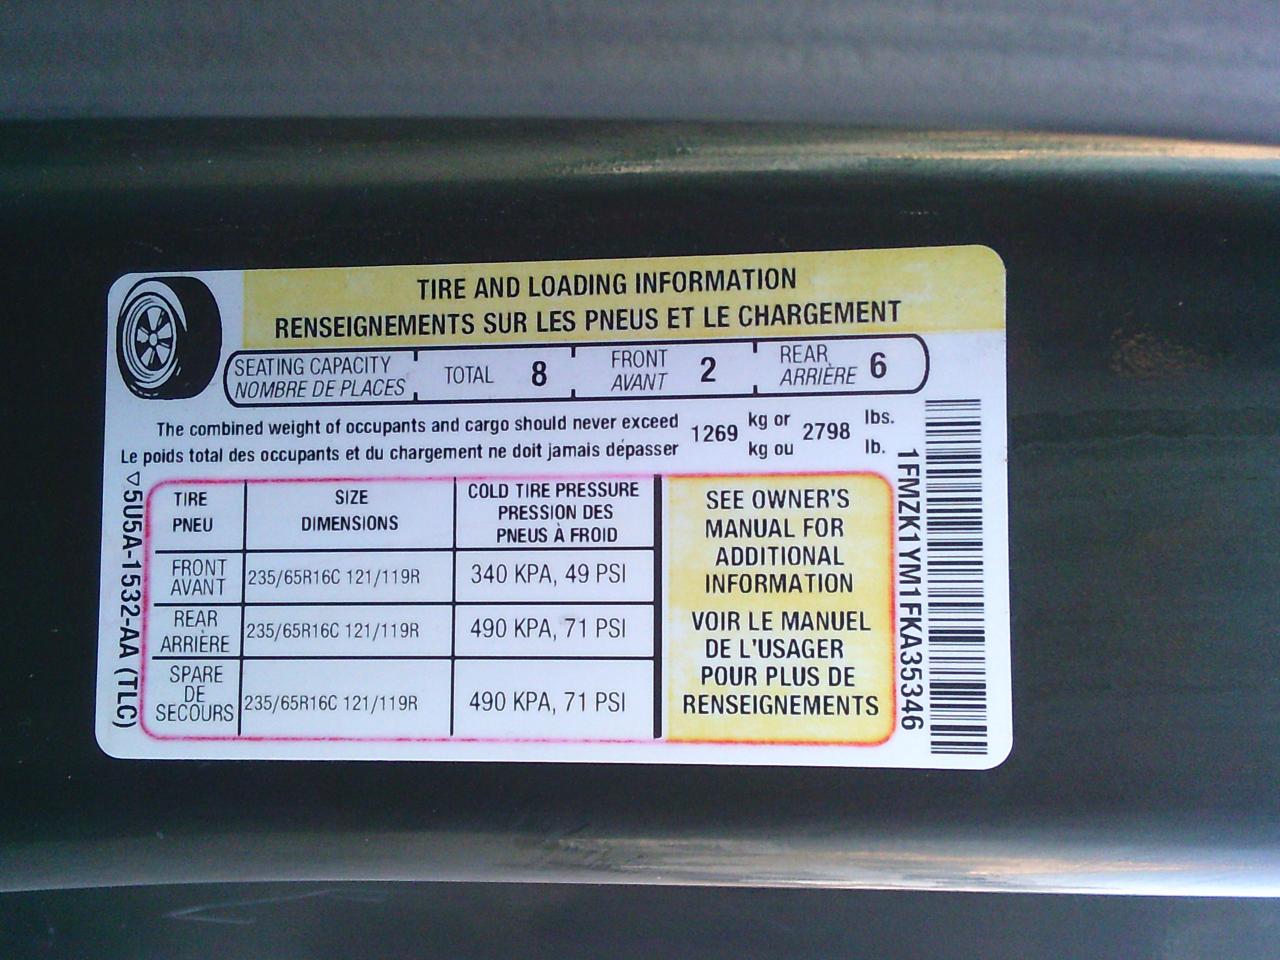 TIRE AND LOADING INFORMATION
RENSEIGNEMENTS SUR LES PNEUS ET LE CHARGEMENT
SEATING CAPACITY TOTAL 8 FRONT 2 REAR 6
NOMBRE DE PLACES AVANT ARRIÈRE
The combined weight of occupants and cargo should never exceed 1269 kg or 2798 lbs.
Le poids total des occupants et du chargement ne doit jamais dépasser kg ou lb.
TIRE SIZE COLD TIRE PRESSURE
PNEU DIMENSIONS PRESSION DES
PNEUS À FROID
FRONT
AVANT 235/65R16C 121/119R 340 KPA, 49 PSI
REAR
ARRIÈRE 235/65R16C 121/119R 490 KPA, 71 PSI
SPARE
DE
SECOURS 235/65R16C 121/119R 490 KPA, 71 PSI
SEE OWNER'S
MANUAL FOR
ADDITIONAL
INFORMATION
VOIR LE MANUEL
DE L'USAGER
POUR PLUS DE
RENSEIGNEMENTS
▽5U5A-1532-AA (TLC)
1FMZK1YM1FKA35346